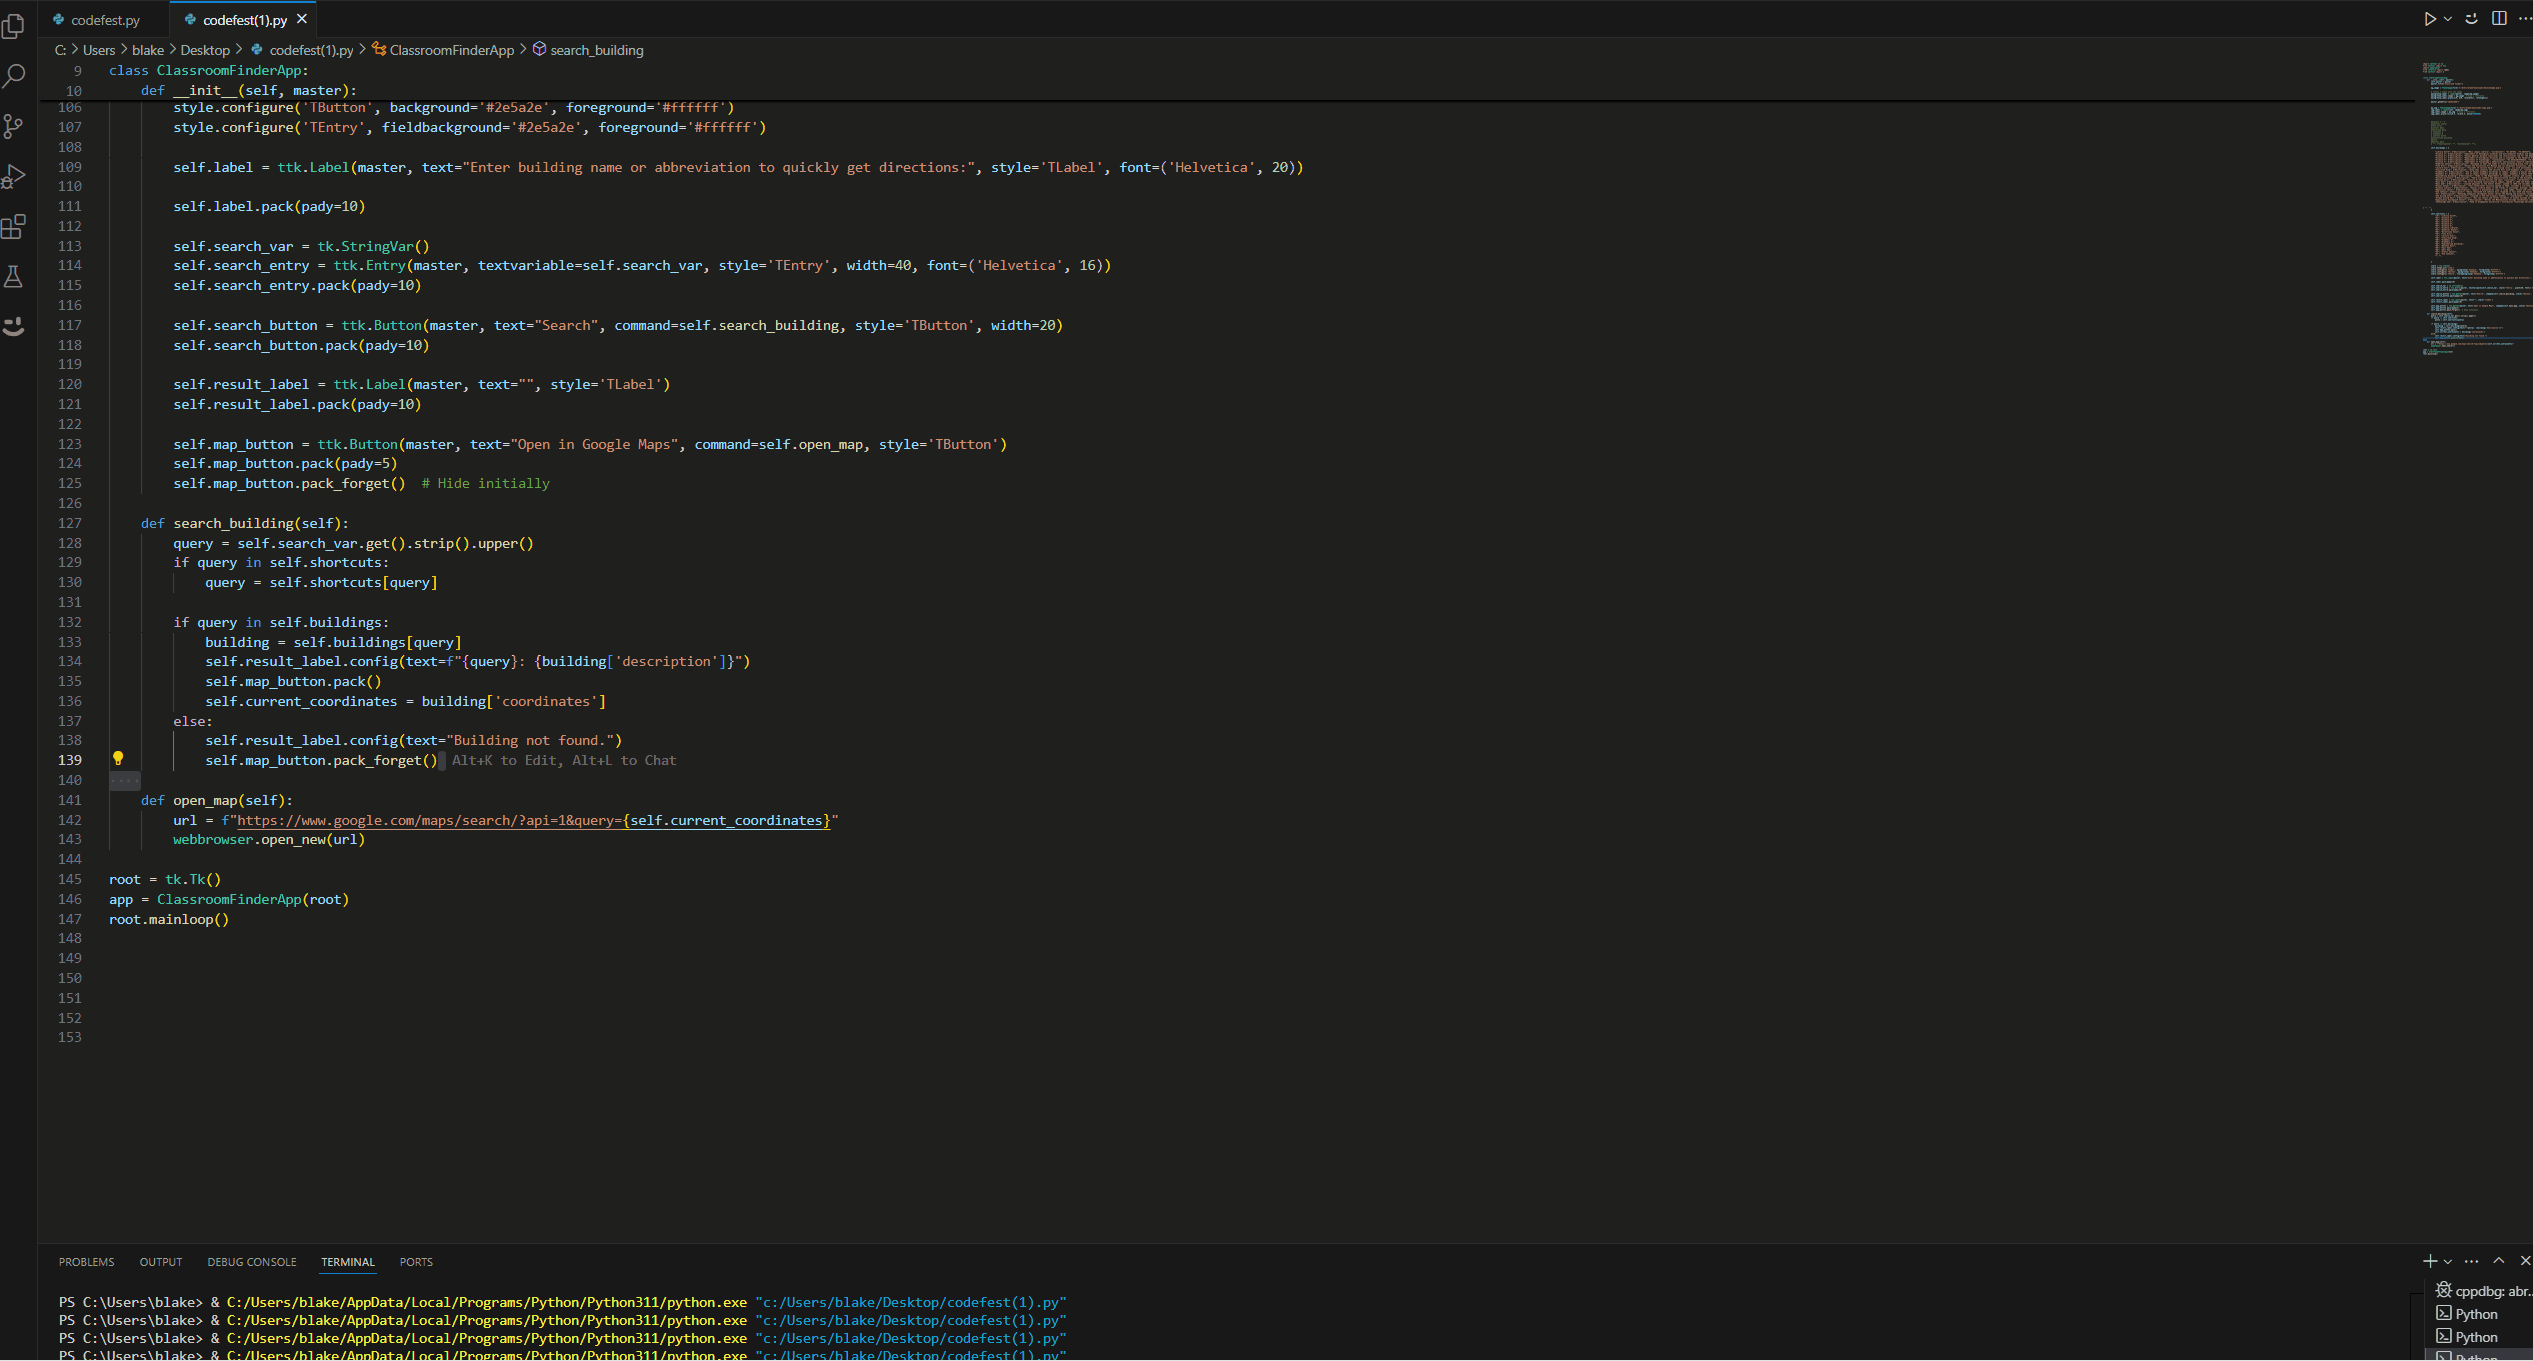 codefest.py
codefest(1).py
C: > Users > blake > Desktop > codefest(1).py > ClassroomFinderApp > search_building
9 class ClassroomFinderApp:
10 def __init__(self, master):
106 style.configure('TButton', background='#2e5a2e', foreground='#ffffff')
107 style.configure('TEntry', fieldbackground='#2e5a2e', foreground='#ffffff')
108
109 self.label = ttk.Label(master, text="Enter building name or abbreviation to quickly get directions:", style='TLabel', font=('Helvetica', 20))
110
111 self.label.pack(pady=10)
112
113 self.search_var = tk.StringVar()
114 self.search_entry = ttk.Entry(master, textvariable=self.search_var, style='TEntry', width=40, font=('Helvetica', 16))
115 self.search_entry.pack(pady=10)
116
117 self.search_button = ttk.Button(master, text="Search", command=self.search_building, style='TButton', width=20)
118 self.search_button.pack(pady=10)
119
120 self.result_label = ttk.Label(master, text="", style='TLabel')
121 self.result_label.pack(pady=10)
122
123 self.map_button = ttk.Button(master, text="Open in Google Maps", command=self.open_map, style='TButton')
124 self.map_button.pack(pady=5)
125 self.map_button.pack_forget() # Hide initially
126
127 def search_building(self):
128 query = self.search_var.get().strip().upper()
129 if query in self.shortcuts:
130 query = self.shortcuts[query]
131
132 if query in self.buildings:
133 building = self.buildings[query]
134 self.result_label.config(text=f"{query}: {building['description']}")
135 self.map_button.pack()
136 self.current_coordinates = building['coordinates']
137 else:
138 self.result_label.config(text="Building not found.")
139 self.map_button.pack_forget() Alt+K to Edit, Alt+L to Chat
140
141 def open_map(self):
142 url = f"https://www.google.com/maps/search/?api=1&query={self.current_coordinates}"
143 webbrowser.open_new(url)
144
145 root = tk.Tk()
146 app = ClassroomFinderApp(root)
147 root.mainloop()
148
149
150
151
152
153
PROBLEMS OUTPUT DEBUG CONSOLE TERMINAL PORTS
PS C:\Users\blake> & C:/Users/blake/AppData/Local/Programs/Python/Python311/python.exe "c:/Users/blake/Desktop/codefest(1).py"
PS C:\Users\blake> & C:/Users/blake/AppData/Local/Programs/Python/Python311/python.exe "c:/Users/blake/Desktop/codefest(1).py"
PS C:\Users\blake> & C:/Users/blake/AppData/Local/Programs/Python/Python311/python.exe "c:/Users/blake/Desktop/codefest(1).py"
PS C:\Users\blake> & C:/Users/blake/AppData/Local/Programs/Python/Python311/python.exe "c:/Users/blake/Desktop/codefest(1).py"
cppdbg: abr...
Python
Python
Python